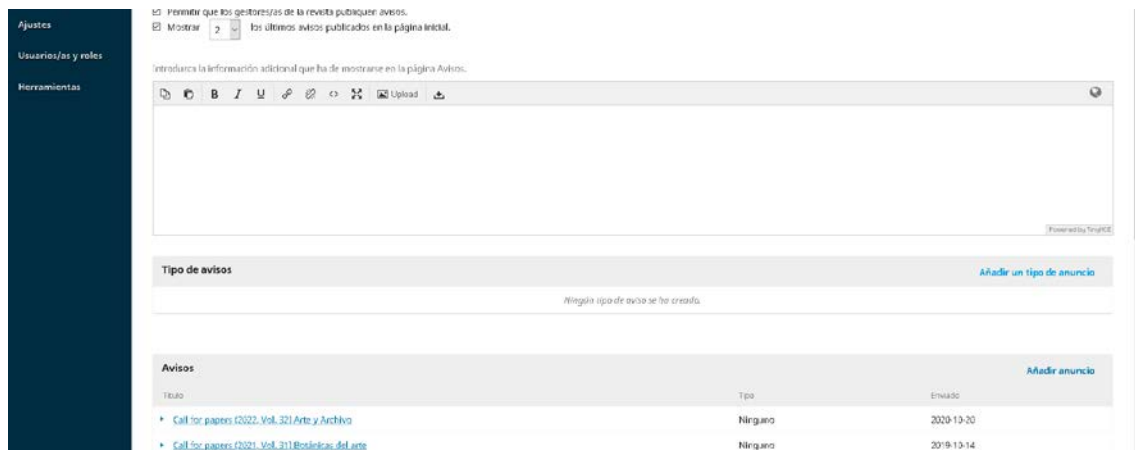 Permitir que los gestores/as de la revista publiquen avisos.
Ajustes
Mostrar 2 los últimos avisos publicados en la página inicial.
Usuarios/as y roles
Introduzca la información adicional que ha de mostrarse en la página Avisos.
Herramientas
B I U Upload
Powered by TinyMCE
Tipo de avisos Añadir un tipo de anuncio
Ningún tipo de aviso se ha creado.
Avisos Añadir anuncio
Título Tipo Enviado
Call for papers (2022. Vol. 32) Arte y Archivo Ninguno 2020-10-20
Call for papers (2021. Vol. 31) Botánicas del arte Ninguno 2019-10-14